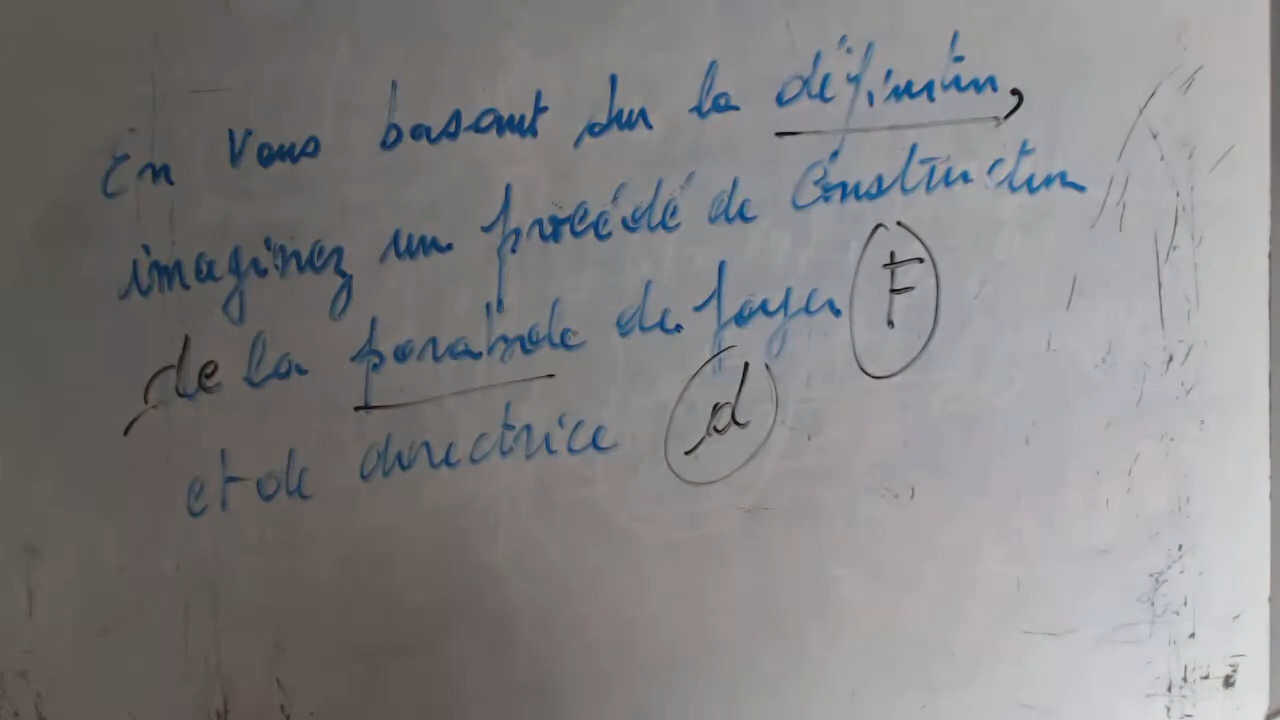 En vous basant sur la définition,
imaginez un procédé de construction
de la parabole de foyer F
et de directrice d